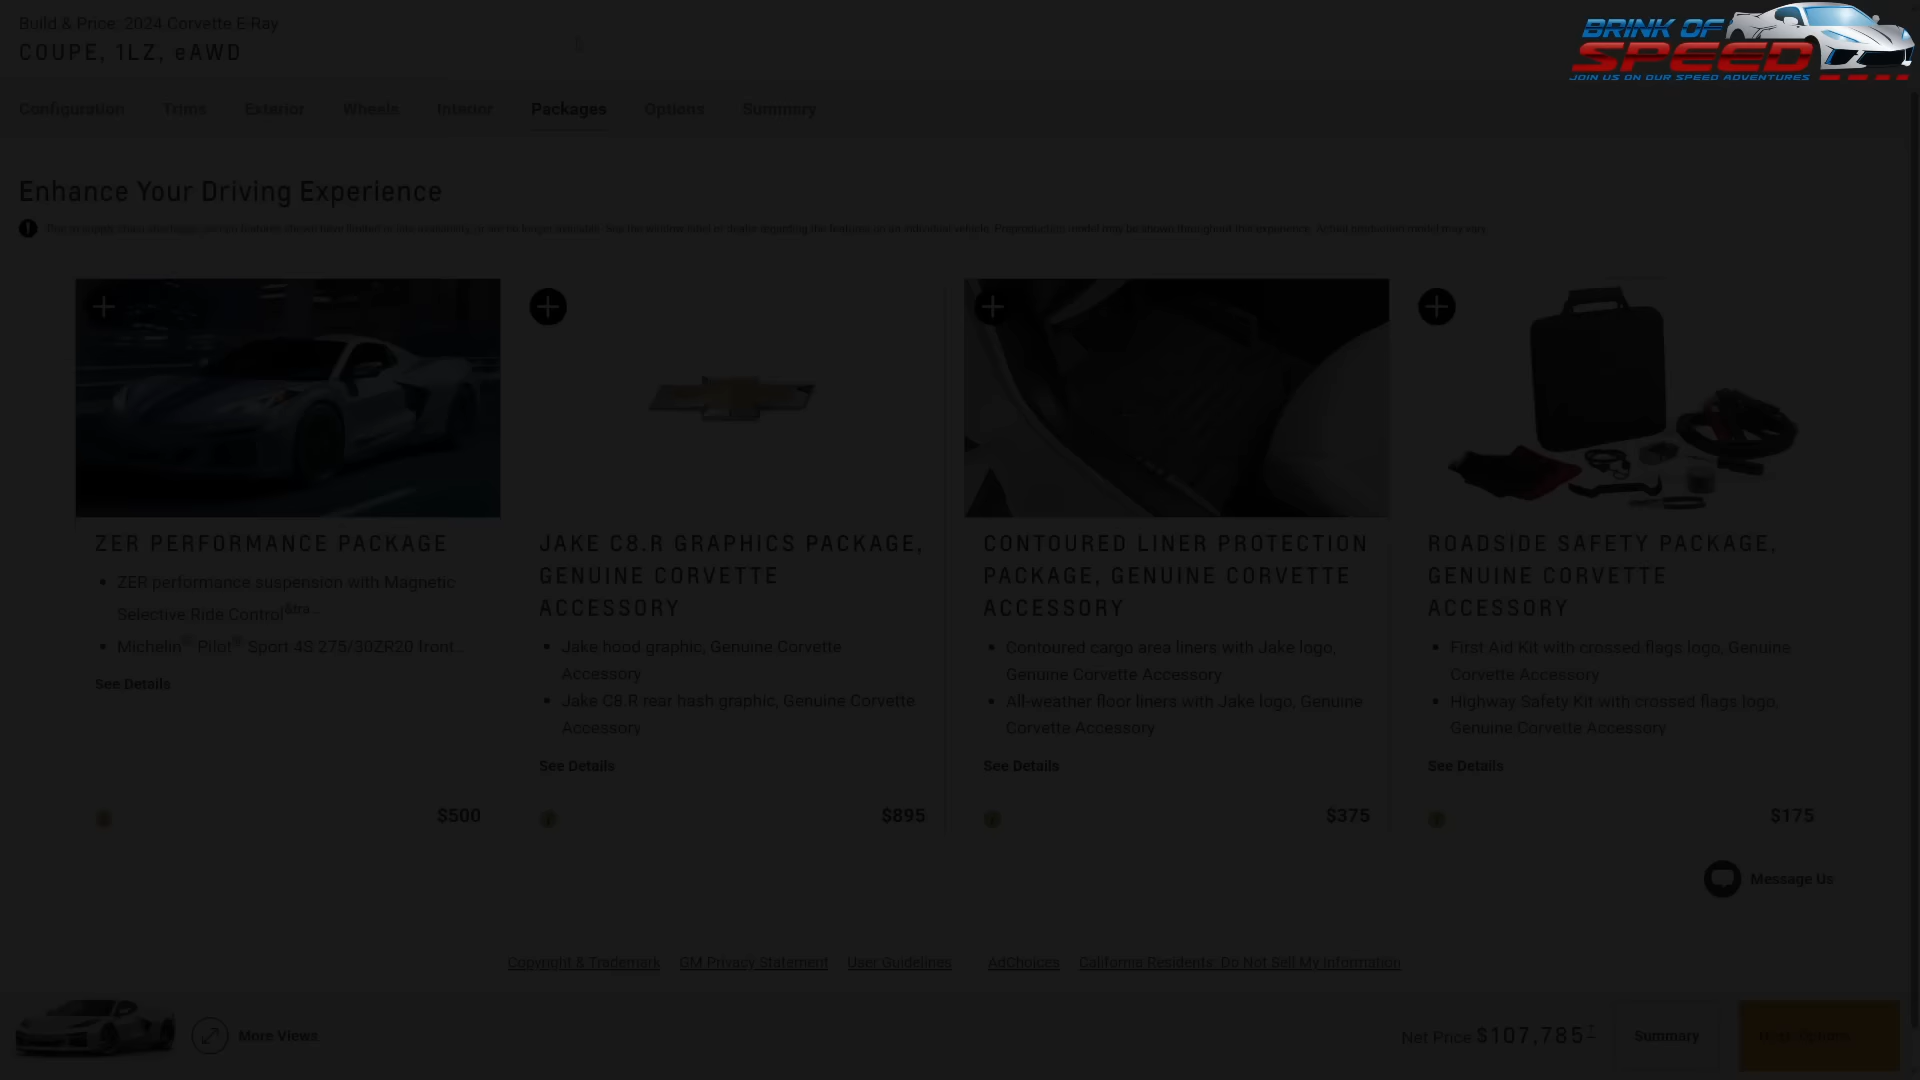 Build & Price: 2024 Corvette E-Ray
COUPE, 1LZ, eAWD
BRINK OF
SPEED
JOIN US ON OUR SPEED ADVENTURES
Configuration Trims Exterior Wheels Interior Packages Options Summary
Enhance Your Driving Experience
ZER PERFORMANCE PACKAGE
• ZER performance suspension with Magnetic
Selective Ride Control&tra...
• Michelin® Pilot® Sport 4S 275/30ZR20 front...
See Details
$500
JAKE C8.R GRAPHICS PACKAGE,
GENUINE CORVETTE
ACCESSORY
• Jake hood graphic, Genuine Corvette
Accessory
• Jake C8.R rear hash graphic, Genuine Corvette
Accessory
See Details
$895
CONTOURED LINER PROTECTION
PACKAGE, GENUINE CORVETTE
ACCESSORY
• Contoured cargo area liners with Jake logo,
Genuine Corvette Accessory
• All-weather floor liners with Jake logo, Genuine
Corvette Accessory
See Details
$375
ROADSIDE SAFETY PACKAGE,
GENUINE CORVETTE
ACCESSORY
• First Aid Kit with crossed flags logo, Genuine
Corvette Accessory
• Highway Safety Kit with crossed flags logo,
Genuine Corvette Accessory
See Details
$175
Message Us
Copyright & Trademark GM Privacy Statement User Guidelines AdChoices California Residents: Do Not Sell My Information
More Views
Net Price $107,785
Summary